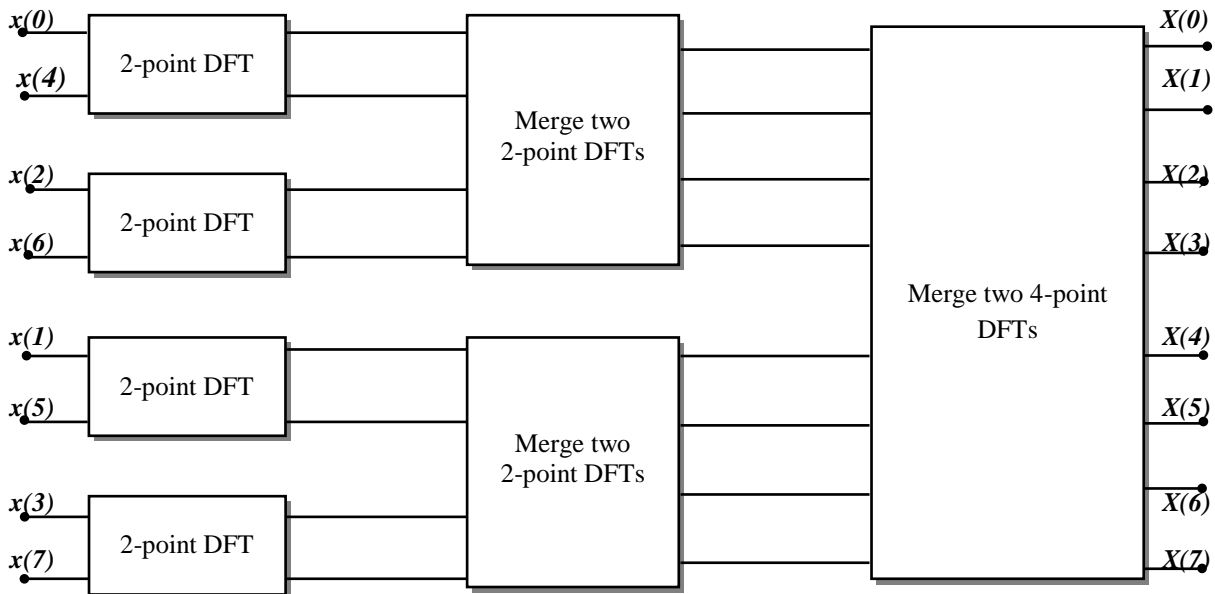 x(0)
x(4)
x(2)
x(6)
x(1)
x(5)
x(3)
x(7)
2-point DFT
2-point DFT
2-point DFT
2-point DFT
Merge two
2-point DFTs
Merge two
2-point DFTs
Merge two 4-point
DFTs
X(0)
X(1)
X(2)
X(3)
X(4)
X(5)
X(6)
X(7)